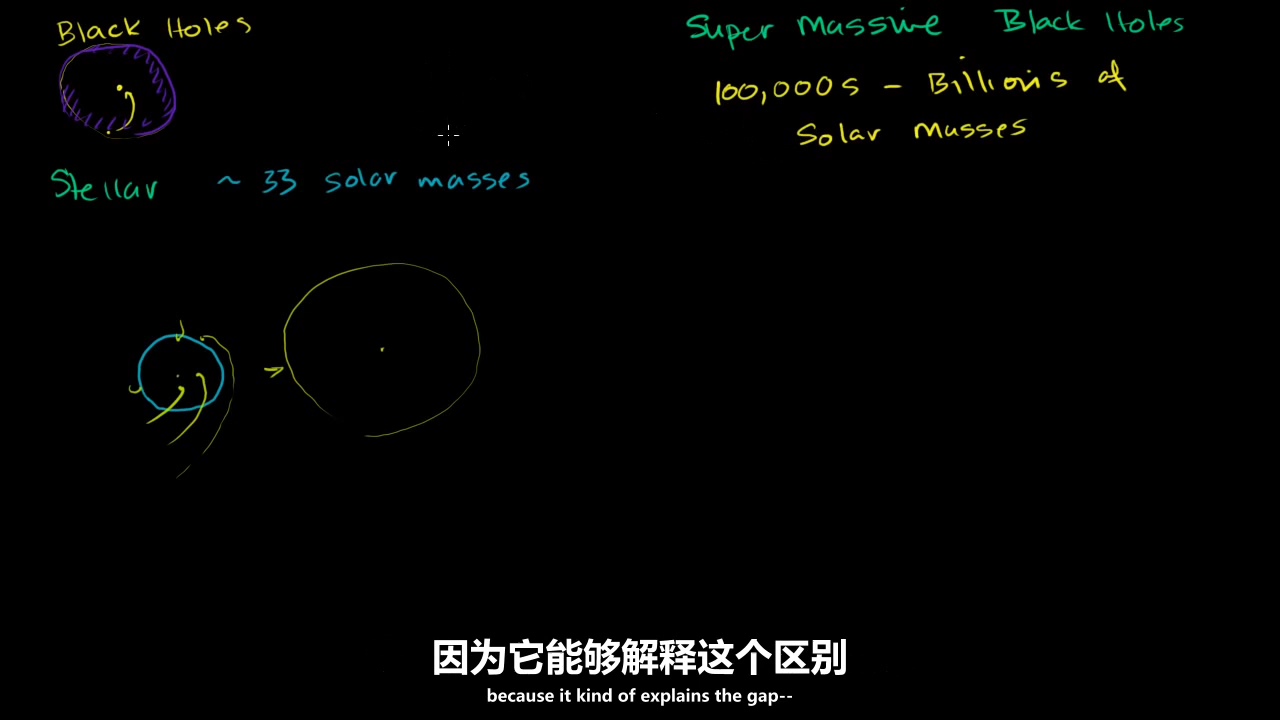 Black Holes
Super Massive Black Holes
100,000s - Billions of
Solar Masses
Stellar ~ 33 solar masses
因为它能够解释这个区别
because it kind of explains the gap--